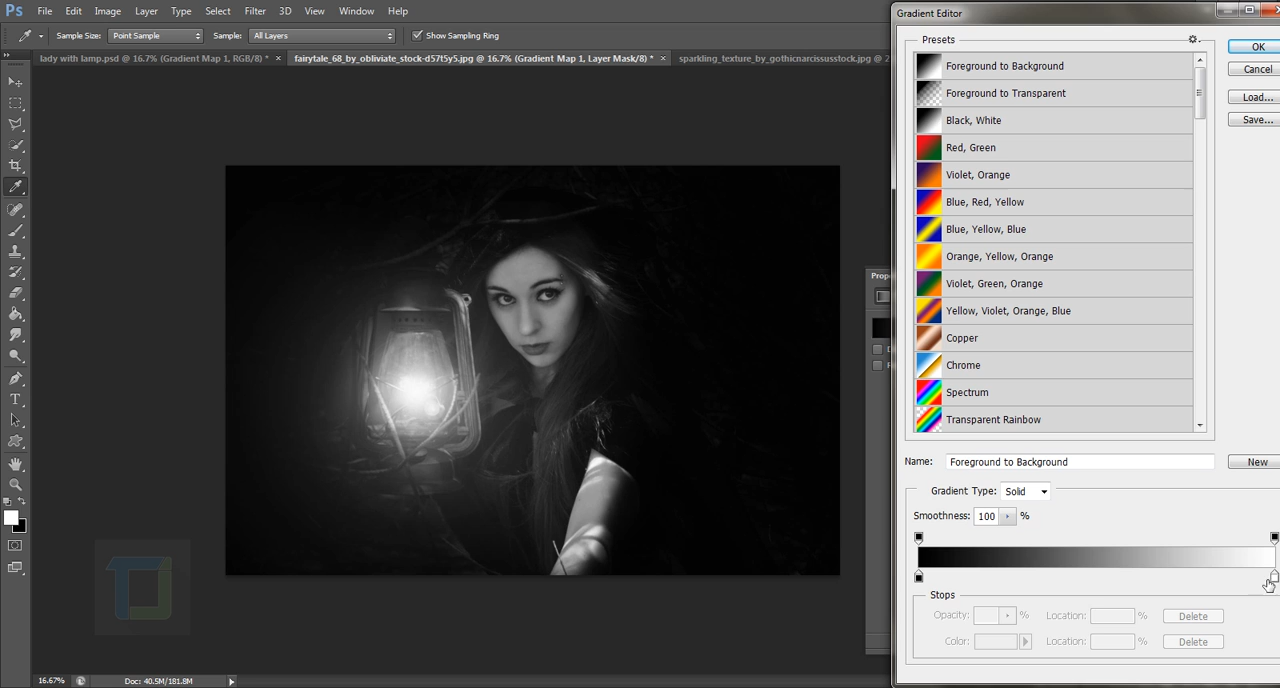 Ps File Edit Image Layer Type Select Filter 3D View Window Help
Sample Size: Point Sample Sample: All Layers Show Sampling Ring
lady with lamp.psd @ 16.7% (Gradient Map 1, RGB/8) * × fairytale_68_by_obliviate_stock-d57t5y5.jpg @ 16.7% (Gradient Map 1, Layer Mask/8) * × sparkling_texture_by_gothicnarcissusstock.jpg @
Gradient Editor
Presets
Foreground to Background
Foreground to Transparent
Black, White
Red, Green
Violet, Orange
Blue, Red, Yellow
Blue, Yellow, Blue
Orange, Yellow, Orange
Violet, Green, Orange
Yellow, Violet, Orange, Blue
Copper
Chrome
Spectrum
Transparent Rainbow
OK
Cancel
Load...
Save...
Prop
Name: Foreground to Background New
Gradient Type: Solid
Smoothness: 100 %
Stops
Opacity: % Location: % Delete
Color: Location: % Delete
16.67% Doc: 40.5M/181.8M